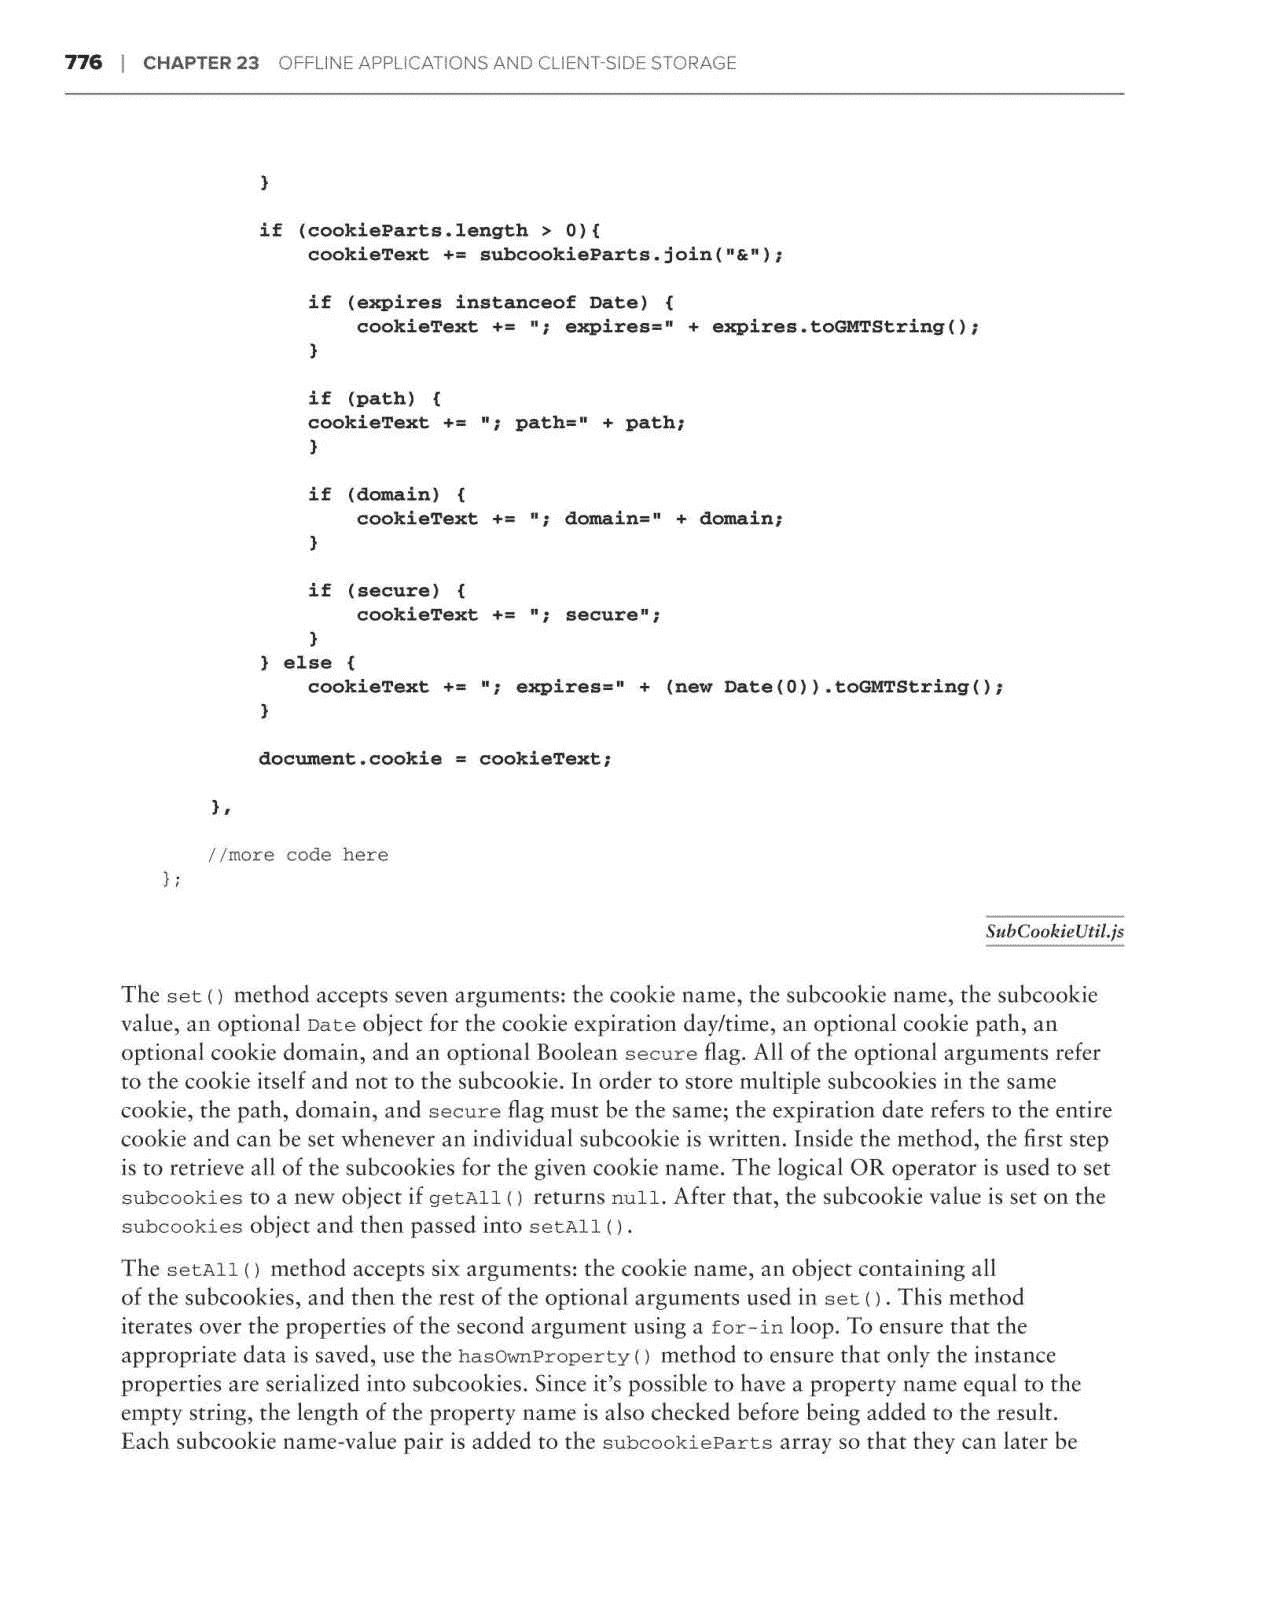 776 | CHAPTER 23 OFFLINE APPLICATIONS AND CLIENT-SIDE STORAGE
}
if (cookieParts.length > 0){
cookieText += subcookieParts.join("&");
if (expires instanceof Date) {
cookieText += "; expires=" + expires.toGMTString();
}
if (path) {
cookieText += "; path=" + path;
}
if (domain) {
cookieText += "; domain=" + domain;
}
if (secure) {
cookieText += "; secure";
}
} else {
cookieText += "; expires=" + (new Date(0)).toGMTString();
}
document.cookie = cookieText;
},
//more code here
};
SubCookieUtil.js
The set() method accepts seven arguments: the cookie name, the subcookie name, the subcookie
value, an optional Date object for the cookie expiration day/time, an optional cookie path, an
optional cookie domain, and an optional Boolean secure flag. All of the optional arguments refer
to the cookie itself and not to the subcookie. In order to store multiple subcookies in the same
cookie, the path, domain, and secure flag must be the same; the expiration date refers to the entire
cookie and can be set whenever an individual subcookie is written. Inside the method, the first step
is to retrieve all of the subcookies for the given cookie name. The logical OR operator is used to set
subcookies to a new object if getAll() returns null. After that, the subcookie value is set on the
subcookies object and then passed into setAll().
The setAll() method accepts six arguments: the cookie name, an object containing all
of the subcookies, and then the rest of the optional arguments used in set(). This method
iterates over the properties of the second argument using a for-in loop. To ensure that the
appropriate data is saved, use the hasOwnProperty() method to ensure that only the instance
properties are serialized into subcookies. Since it's possible to have a property name equal to the
empty string, the length of the property name is also checked before being added to the result.
Each subcookie name-value pair is added to the subcookieParts array so that they can later be